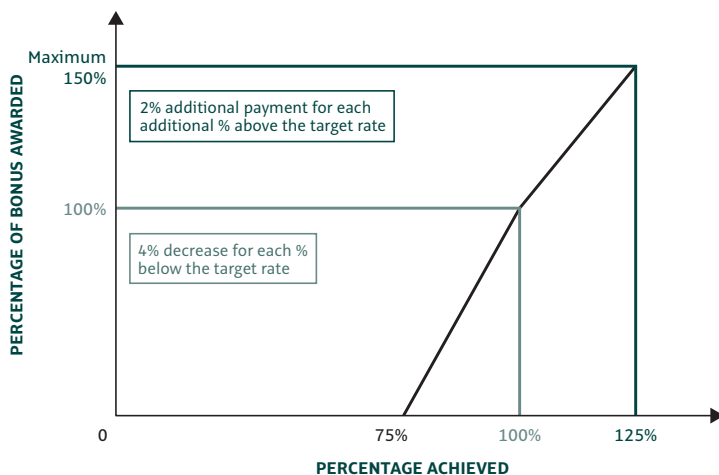 Maximum
150%
2% additional payment for each
additional % above the target rate
100%
4% decrease for each %
below the target rate
PERCENTAGE OF BONUS AWARDED
0
75%
100%
125%
PERCENTAGE ACHIEVED